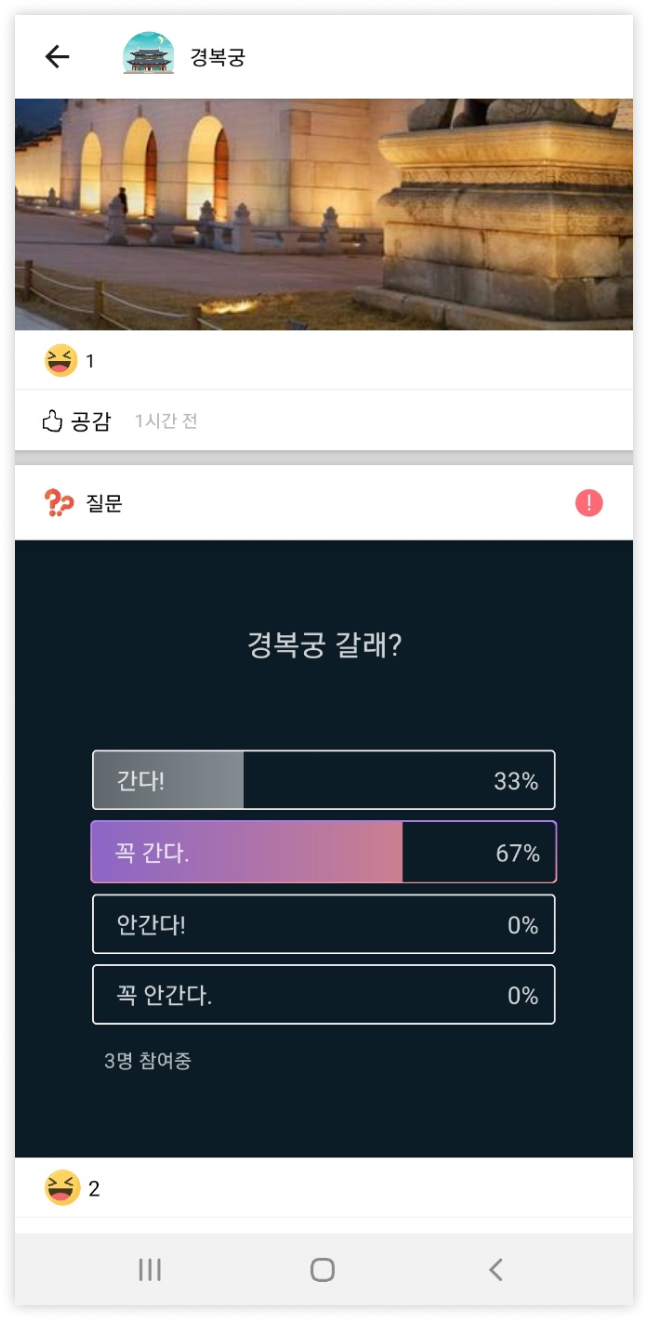 경복궁
1
공감 1시간 전
질문
경복궁 갈래?
간다! 33%
꼭 간다. 67%
안간다! 0%
꼭 안간다. 0%
3명 참여중
2